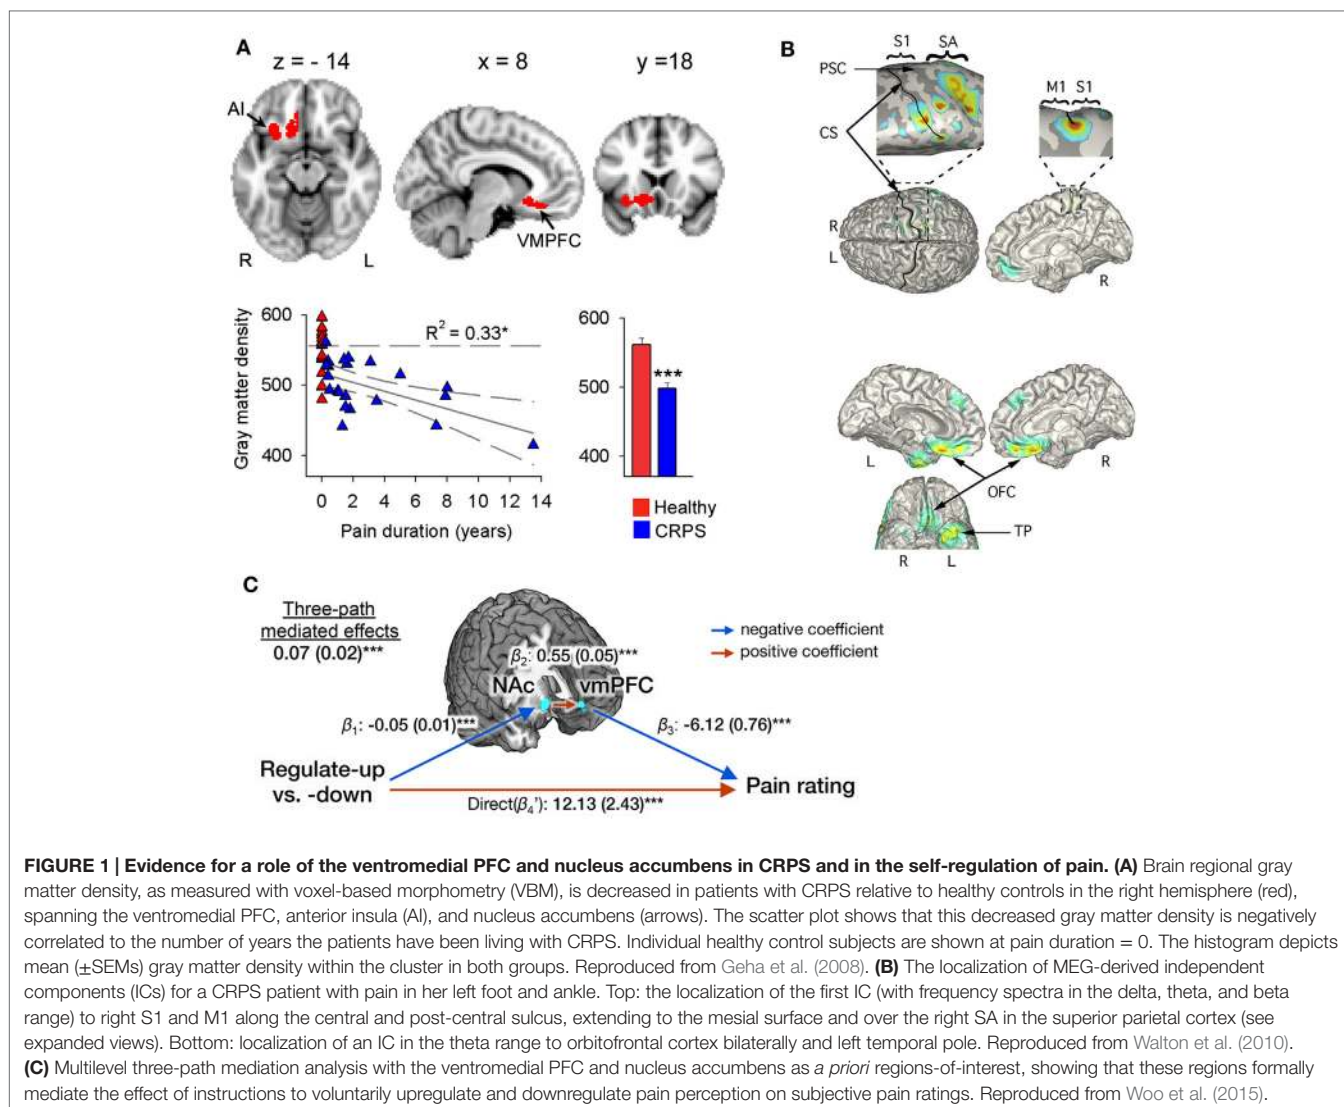 A
z = - 14
x = 8
y =18
AI
VMPFC
R
L
Gray matter density
600
500
400
R² = 0.33*
0 2 4 6 8 10 12 14
Pain duration (years)
600
500
400
***
Healthy
CRPS
B
S1
SA
PSC
M1 S1
CS
R
L
R
L
R
OFC
TP
R
L
C
Three-path
mediated effects
0.07 (0.02)***
negative coefficient
positive coefficient
β₂: 0.55 (0.05)***
NAc
vmPFC
β₁: -0.05 (0.01)***
β₃: -6.12 (0.76)***
Regulate-up
vs. -down
Pain rating
Direct(β₄'): 12.13 (2.43)***
FIGURE 1 | Evidence for a role of the ventromedial PFC and nucleus accumbens in CRPS and in the self-regulation of pain. (A) Brain regional gray
matter density, as measured with voxel-based morphometry (VBM), is decreased in patients with CRPS relative to healthy controls in the right hemisphere (red),
spanning the ventromedial PFC, anterior insula (AI), and nucleus accumbens (arrows). The scatter plot shows that this decreased gray matter density is negatively
correlated to the number of years the patients have been living with CRPS. Individual healthy control subjects are shown at pain duration = 0. The histogram depicts
mean (±SEMs) gray matter density within the cluster in both groups. Reproduced from Geha et al. (2008). (B) The localization of MEG-derived independent
components (ICs) for a CRPS patient with pain in her left foot and ankle. Top: the localization of the first IC (with frequency spectra in the delta, theta, and beta
range) to right S1 and M1 along the central and post-central sulcus, extending to the mesial surface and over the right SA in the superior parietal cortex (see
expanded views). Bottom: localization of an IC in the theta range to orbitofrontal cortex bilaterally and left temporal pole. Reproduced from Walton et al. (2010).
(C) Multilevel three-path mediation analysis with the ventromedial PFC and nucleus accumbens as a priori regions-of-interest, showing that these regions formally
mediate the effect of instructions to voluntarily upregulate and downregulate pain perception on subjective pain ratings. Reproduced from Woo et al. (2015).